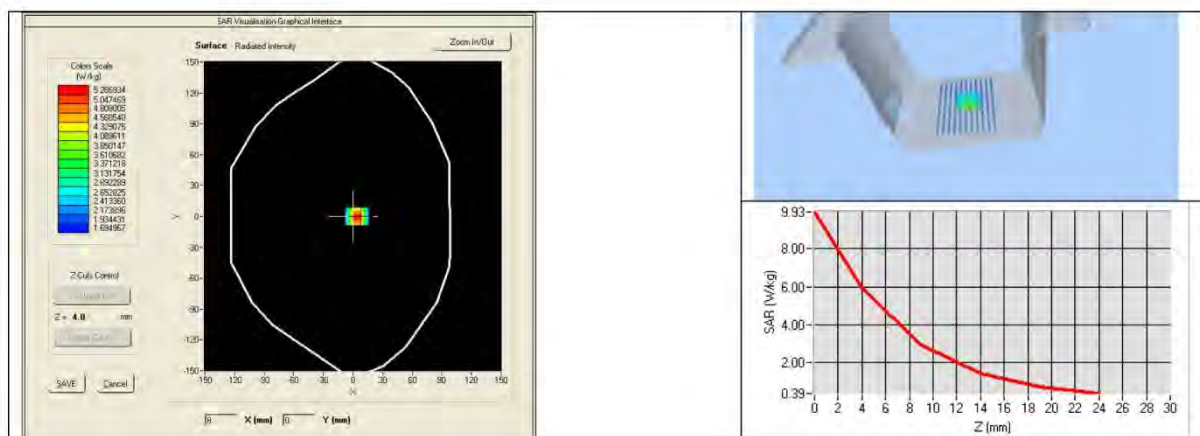 SAR Visualisation Graphical Interface
Surface Radiated Intensity
Zoom In/Out
Colors Scale
(W/kg)
5.286934
5.047469
4.808005
4.568540
4.329075
4.089611
3.850147
3.610682
3.371218
3.131754
2.892289
2.652825
2.413360
2.173896
1.934431
1.694967
150
120
90
60
30
0
-30
-60
-90
-120
-150
Y
-150 -120 -90 -60 -30 0 30 60 90 120 150
X
Z Cuts Control
Z = 4.0 mm
SAVE Cancel
8 X (mm) 0 Y (mm)
9.93
8.00
6.00
4.00
2.00
0.39
SAR (W/kg)
0 2 4 6 8 10 12 14 16 18 20 22 24 26 28 30
Z (mm)